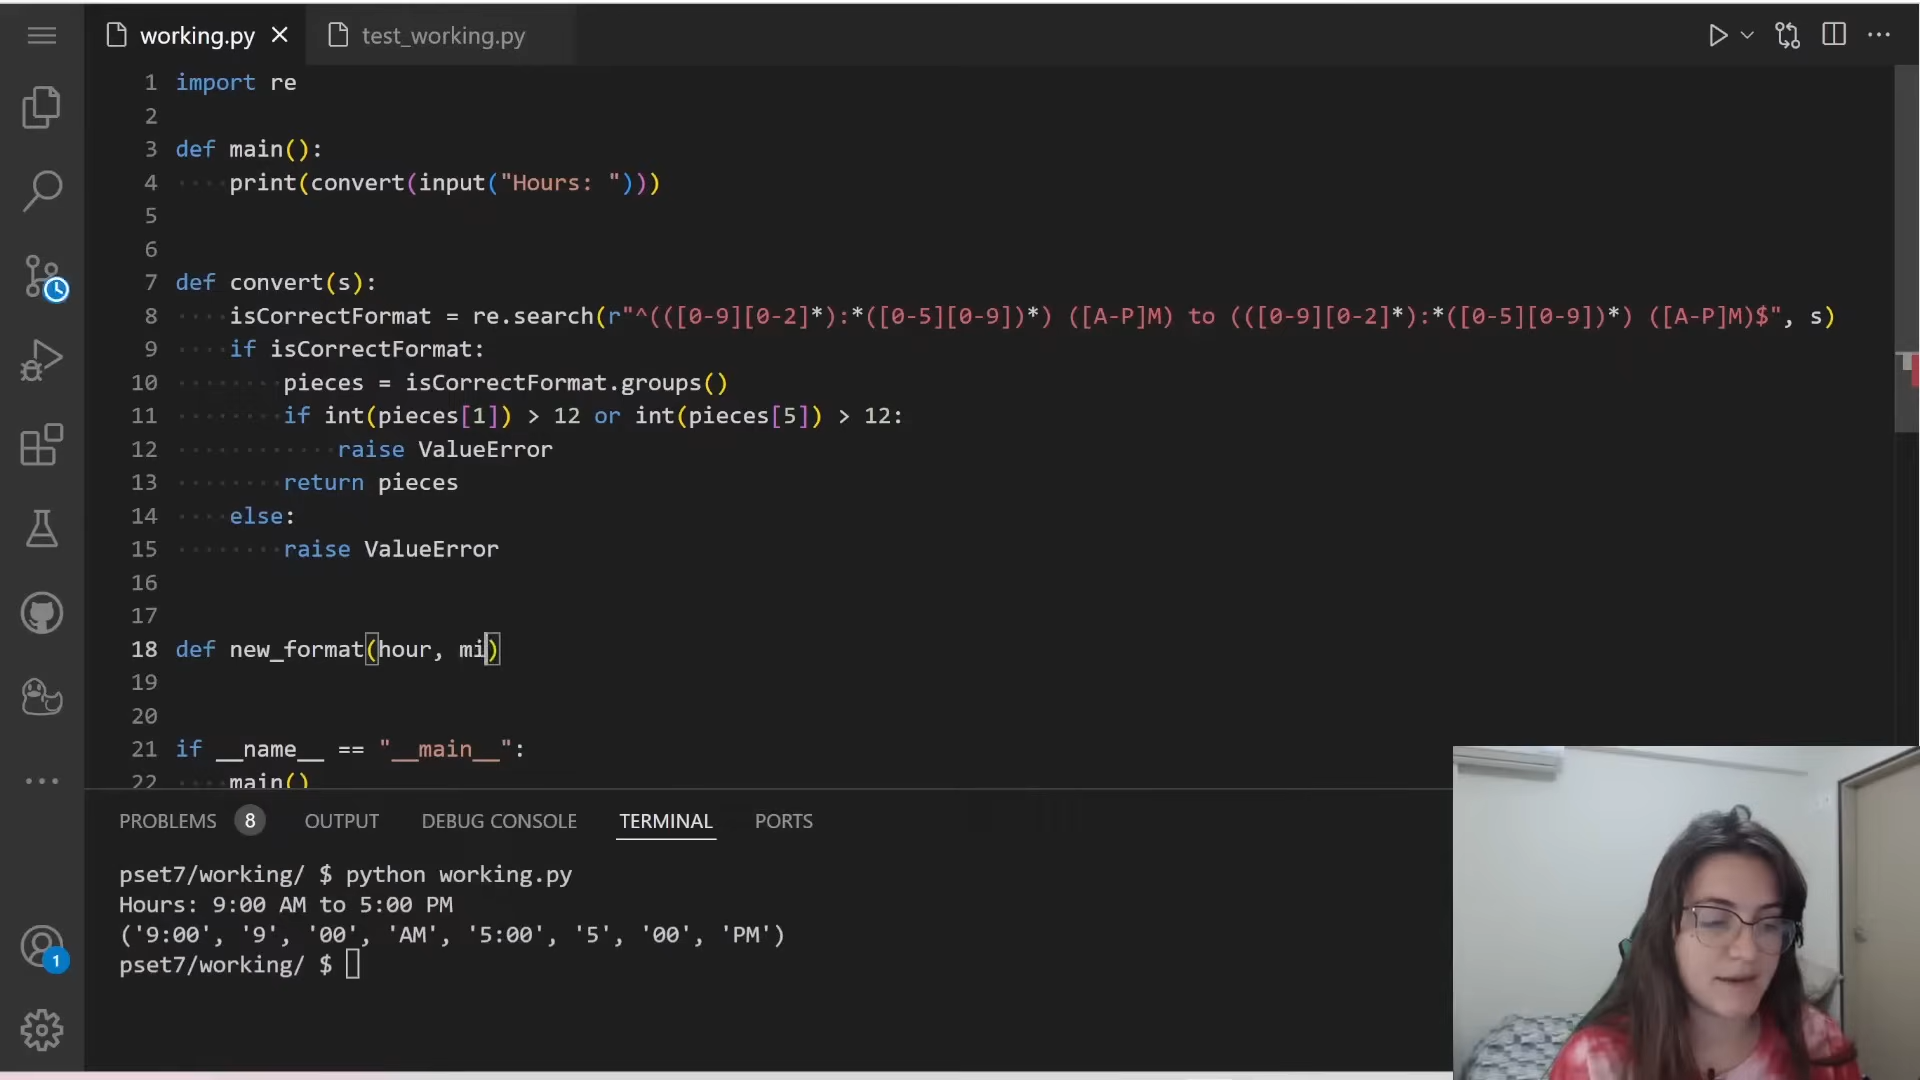 working.py
test_working.py
1 import re
2
3 def main():
4 print(convert(input("Hours: ")))
5
6
7 def convert(s):
8 isCorrectFormat = re.search(r"^(([0-9][0-2]*):*([0-5][0-9])*) ([A-P]M) to (([0-9][0-2]*):*([0-5][0-9])*) ([A-P]M)$", s)
9 if isCorrectFormat:
10 pieces = isCorrectFormat.groups()
11 if int(pieces[1]) > 12 or int(pieces[5]) > 12:
12 raise ValueError
13 return pieces
14 else:
15 raise ValueError
16
17
18 def new_format(hour, mi)
19
20
21 if __name__ == "__main__":
22 main()
PROBLEMS 8 OUTPUT DEBUG CONSOLE TERMINAL PORTS
pset7/working/ $ python working.py
Hours: 9:00 AM to 5:00 PM
('9:00', '9', '00', 'AM', '5:00', '5', '00', 'PM')
pset7/working/ $
1